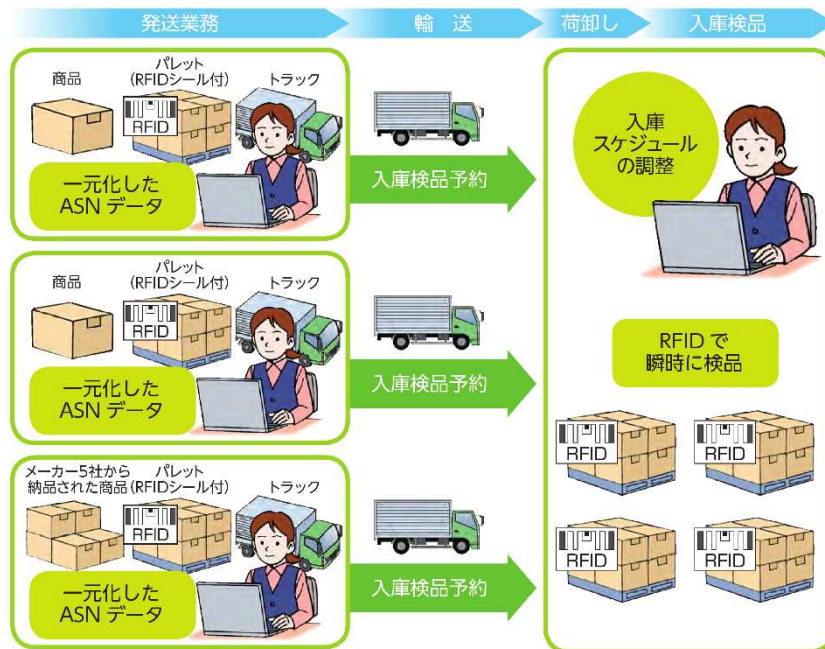 発送業務
輸 送
荷卸し
入庫検品
商品
パレット
(RFIDシール付)
トラック
RFID
一元化した
ASN データ
入庫検品予約
商品
パレット
(RFIDシール付)
トラック
RFID
一元化した
ASN データ
入庫検品予約
メーカー5社から
納品された商品
パレット
(RFIDシール付)
トラック
RFID
一元化した
ASN データ
入庫検品予約
入庫
スケジュール
の調整
RFID で
瞬時に検品
RFID
RFID
RFID
RFID